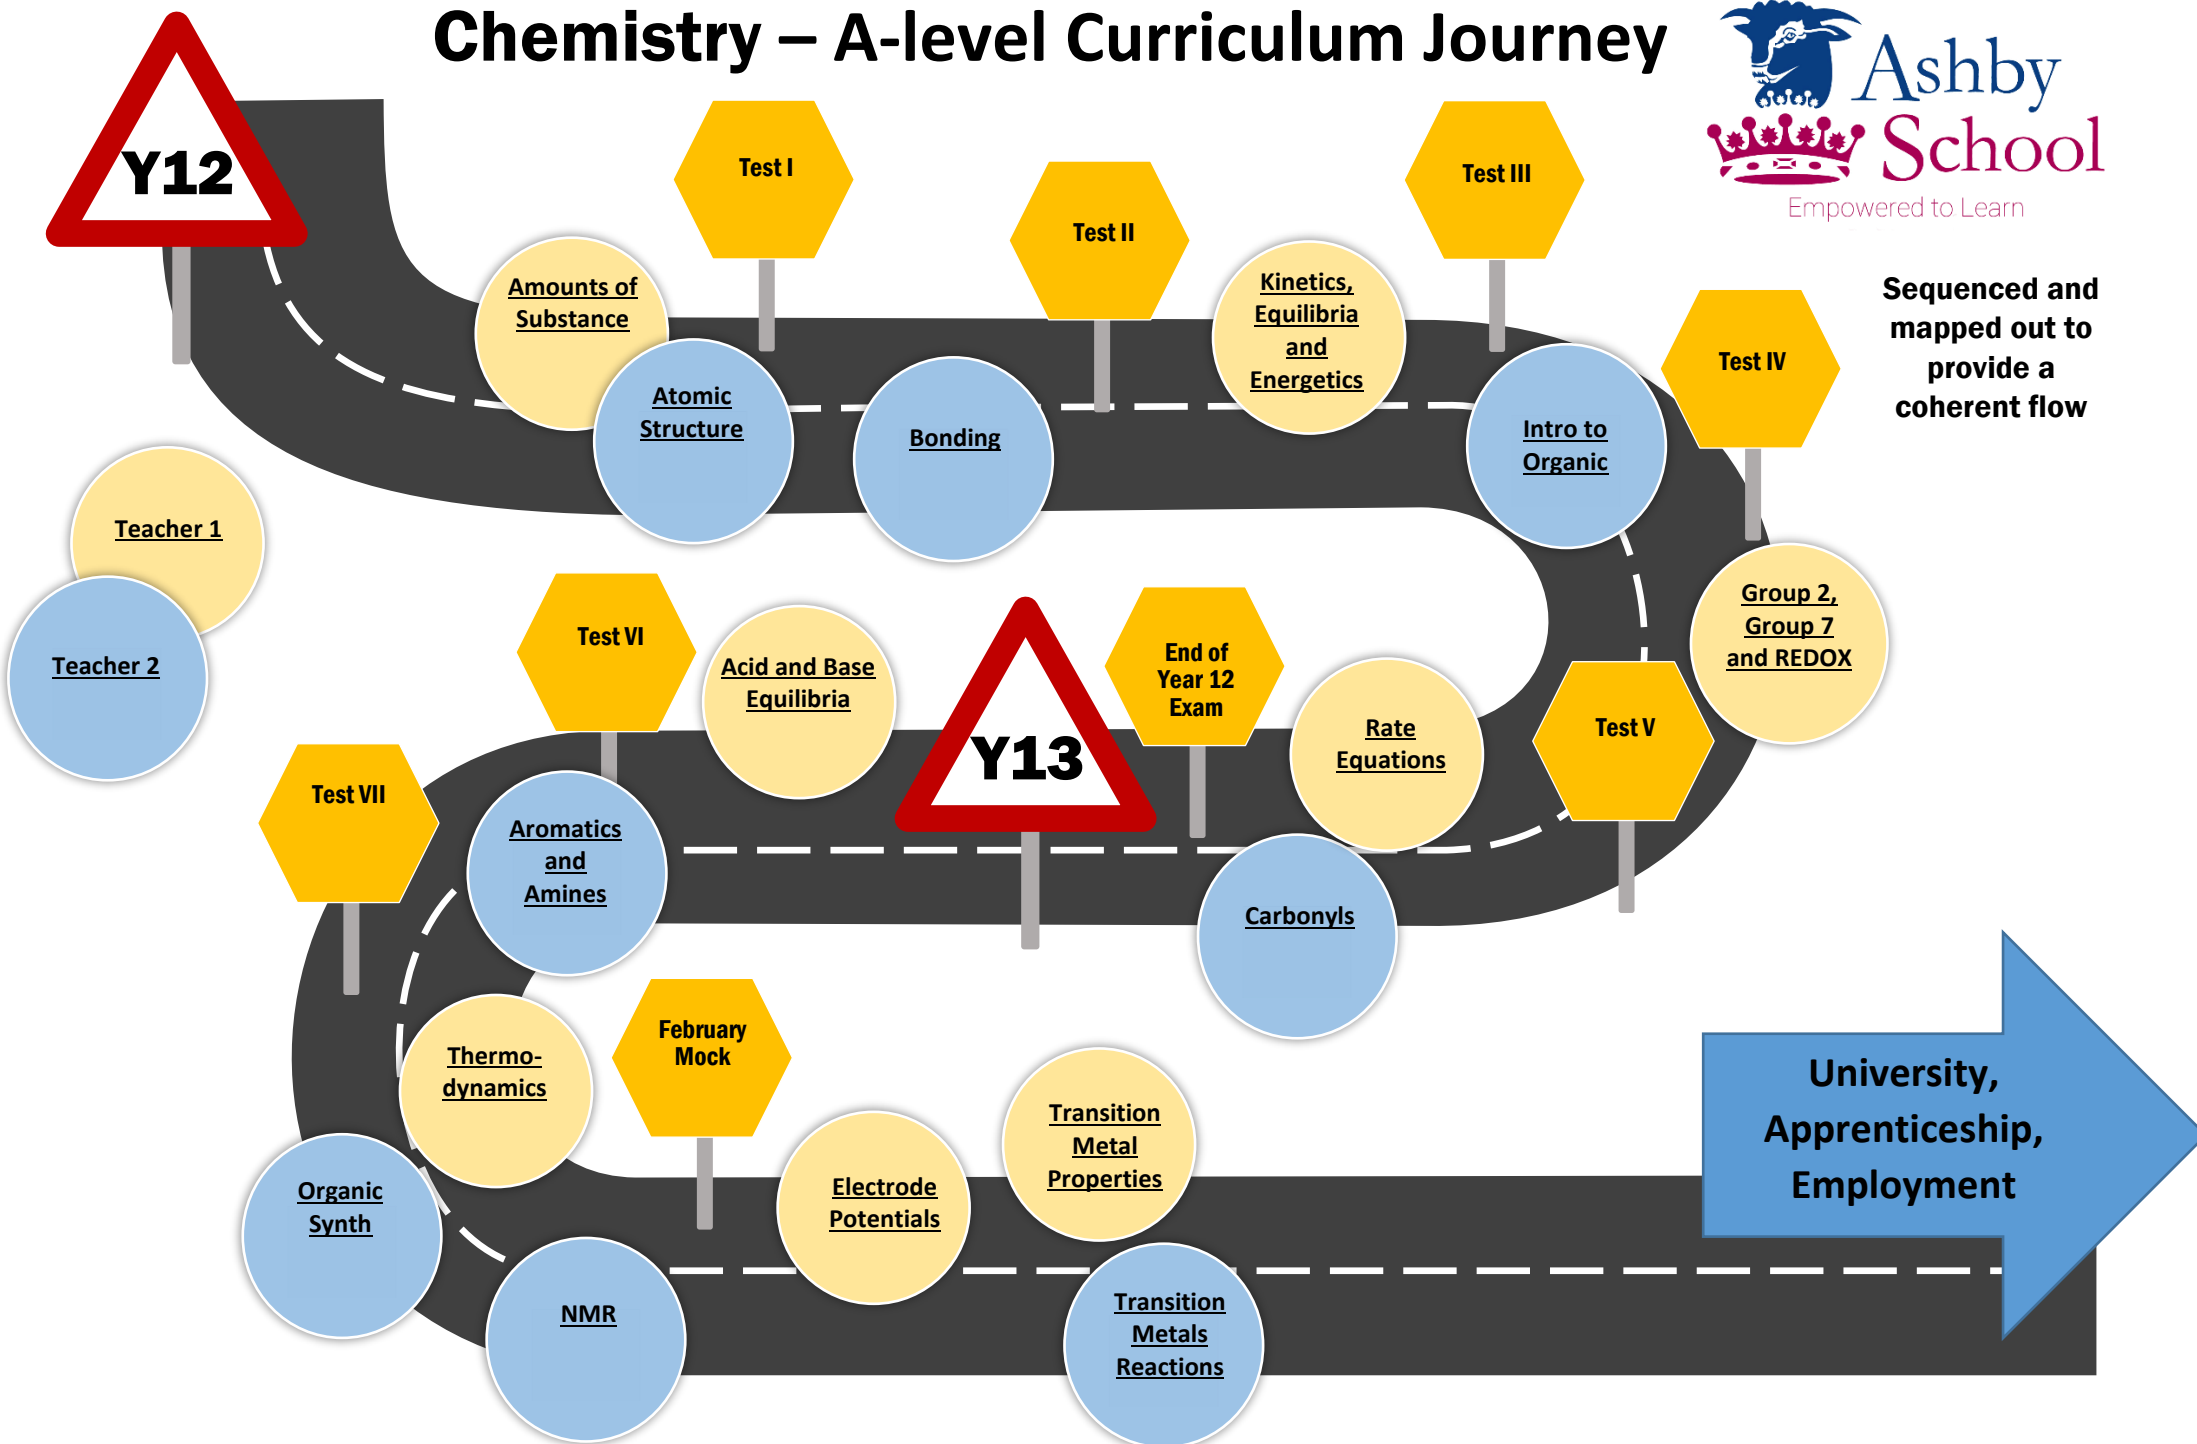 Chemistry – A-level Curriculum Journey
Ashby
School
Empowered to Learn
Y12
Test I
Test II
Test III
Test IV
Sequenced and
mapped out to
provide a
coherent flow
Amounts of
Substance
Atomic
Structure
Bonding
Kinetics,
Equilibria
and
Energetics
Intro to
Organic
Group 2,
Group 7
and REDOX
Teacher 1
Teacher 2
Test V
Rate
Equations
Carbonyls
End of
Year 12
Exam
Y13
Acid and Base
Equilibria
Test VI
Aromatics
and
Amines
Test VII
Thermo-
dynamics
Organic
Synth
NMR
February
Mock
Electrode
Potentials
Transition
Metal
Properties
Transition
Metals
Reactions
University,
Apprenticeship,
Employment